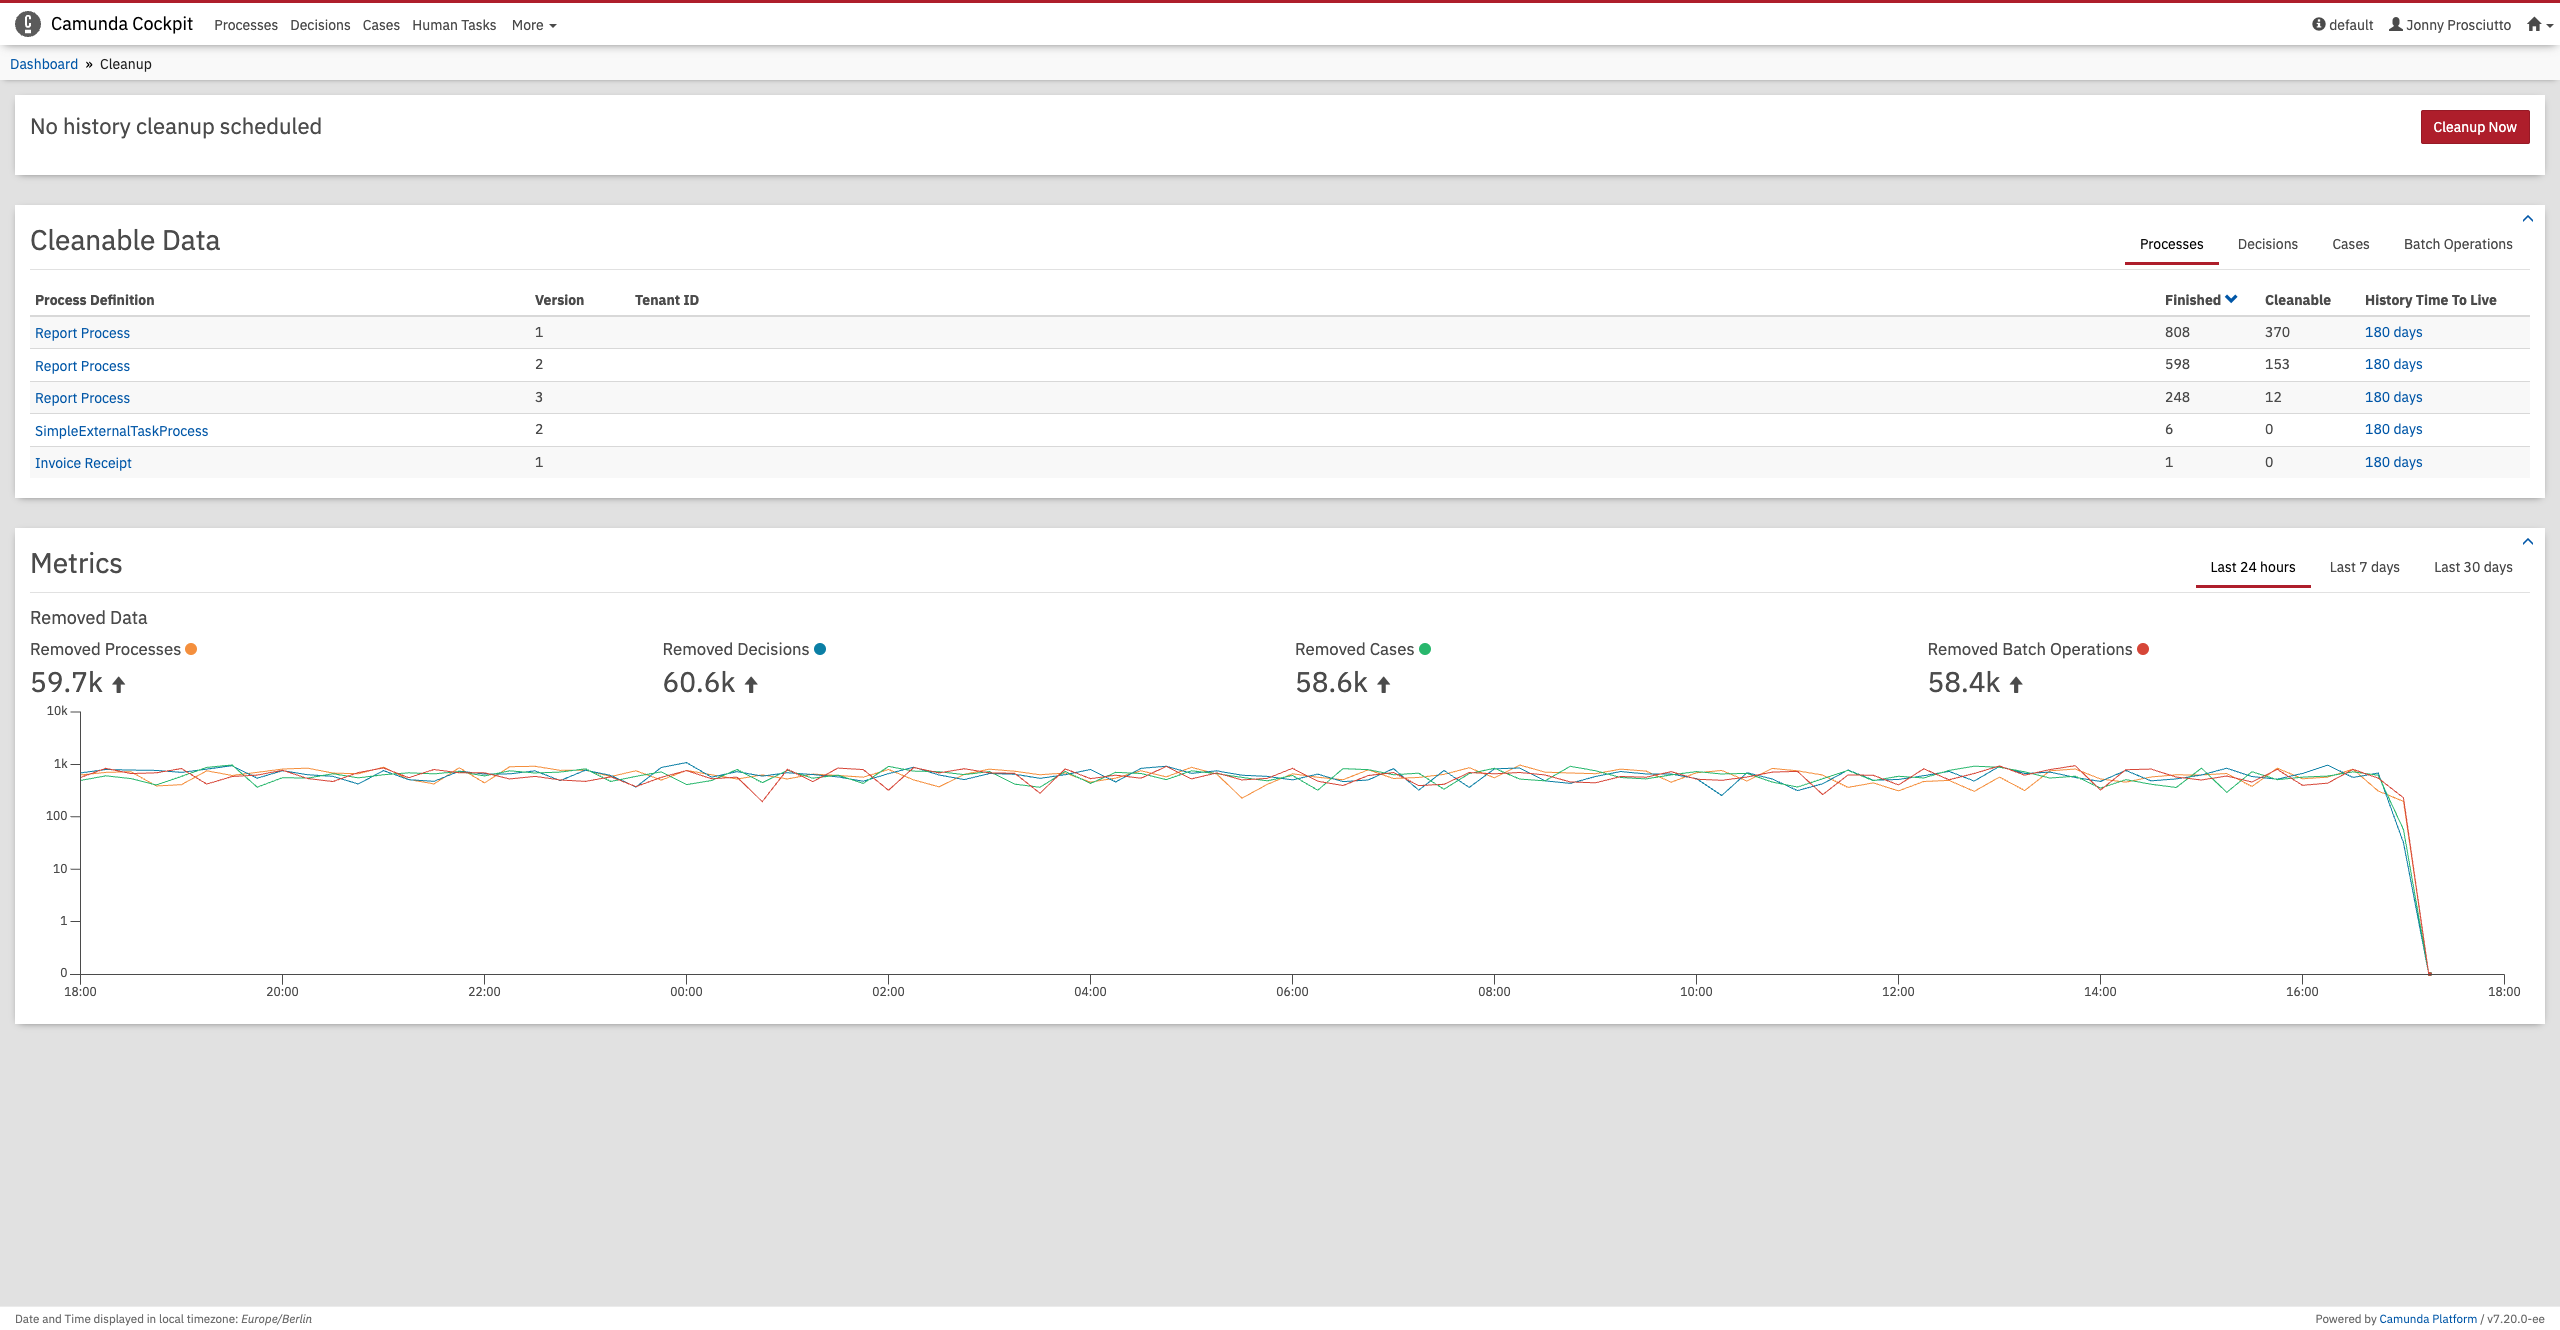 Camunda Cockpit Processes Decisions Cases Human Tasks More default Jonny Prosciutto
Dashboard » Cleanup
No history cleanup scheduled
Cleanup Now
Cleanable Data
Processes Decisions Cases Batch Operations
Process Definition Version Tenant ID Finished Cleanable History Time To Live
Report Process 1 808 370 180 days
Report Process 2 598 153 180 days
Report Process 3 248 12 180 days
SimpleExternalTaskProcess 2 6 0 180 days
Invoice Receipt 1 1 0 180 days
Metrics
Last 24 hours Last 7 days Last 30 days
Removed Data
Removed Processes Removed Decisions Removed Cases Removed Batch Operations
59.7k 60.6k 58.6k 58.4k
10k
1k
100
10
1
0
18:00 20:00 22:00 00:00 02:00 04:00 06:00 08:00 10:00 12:00 14:00 16:00 18:00
Date and Time displayed in local timezone: Europe/Berlin Powered by Camunda Platform / v7.20.0-ee